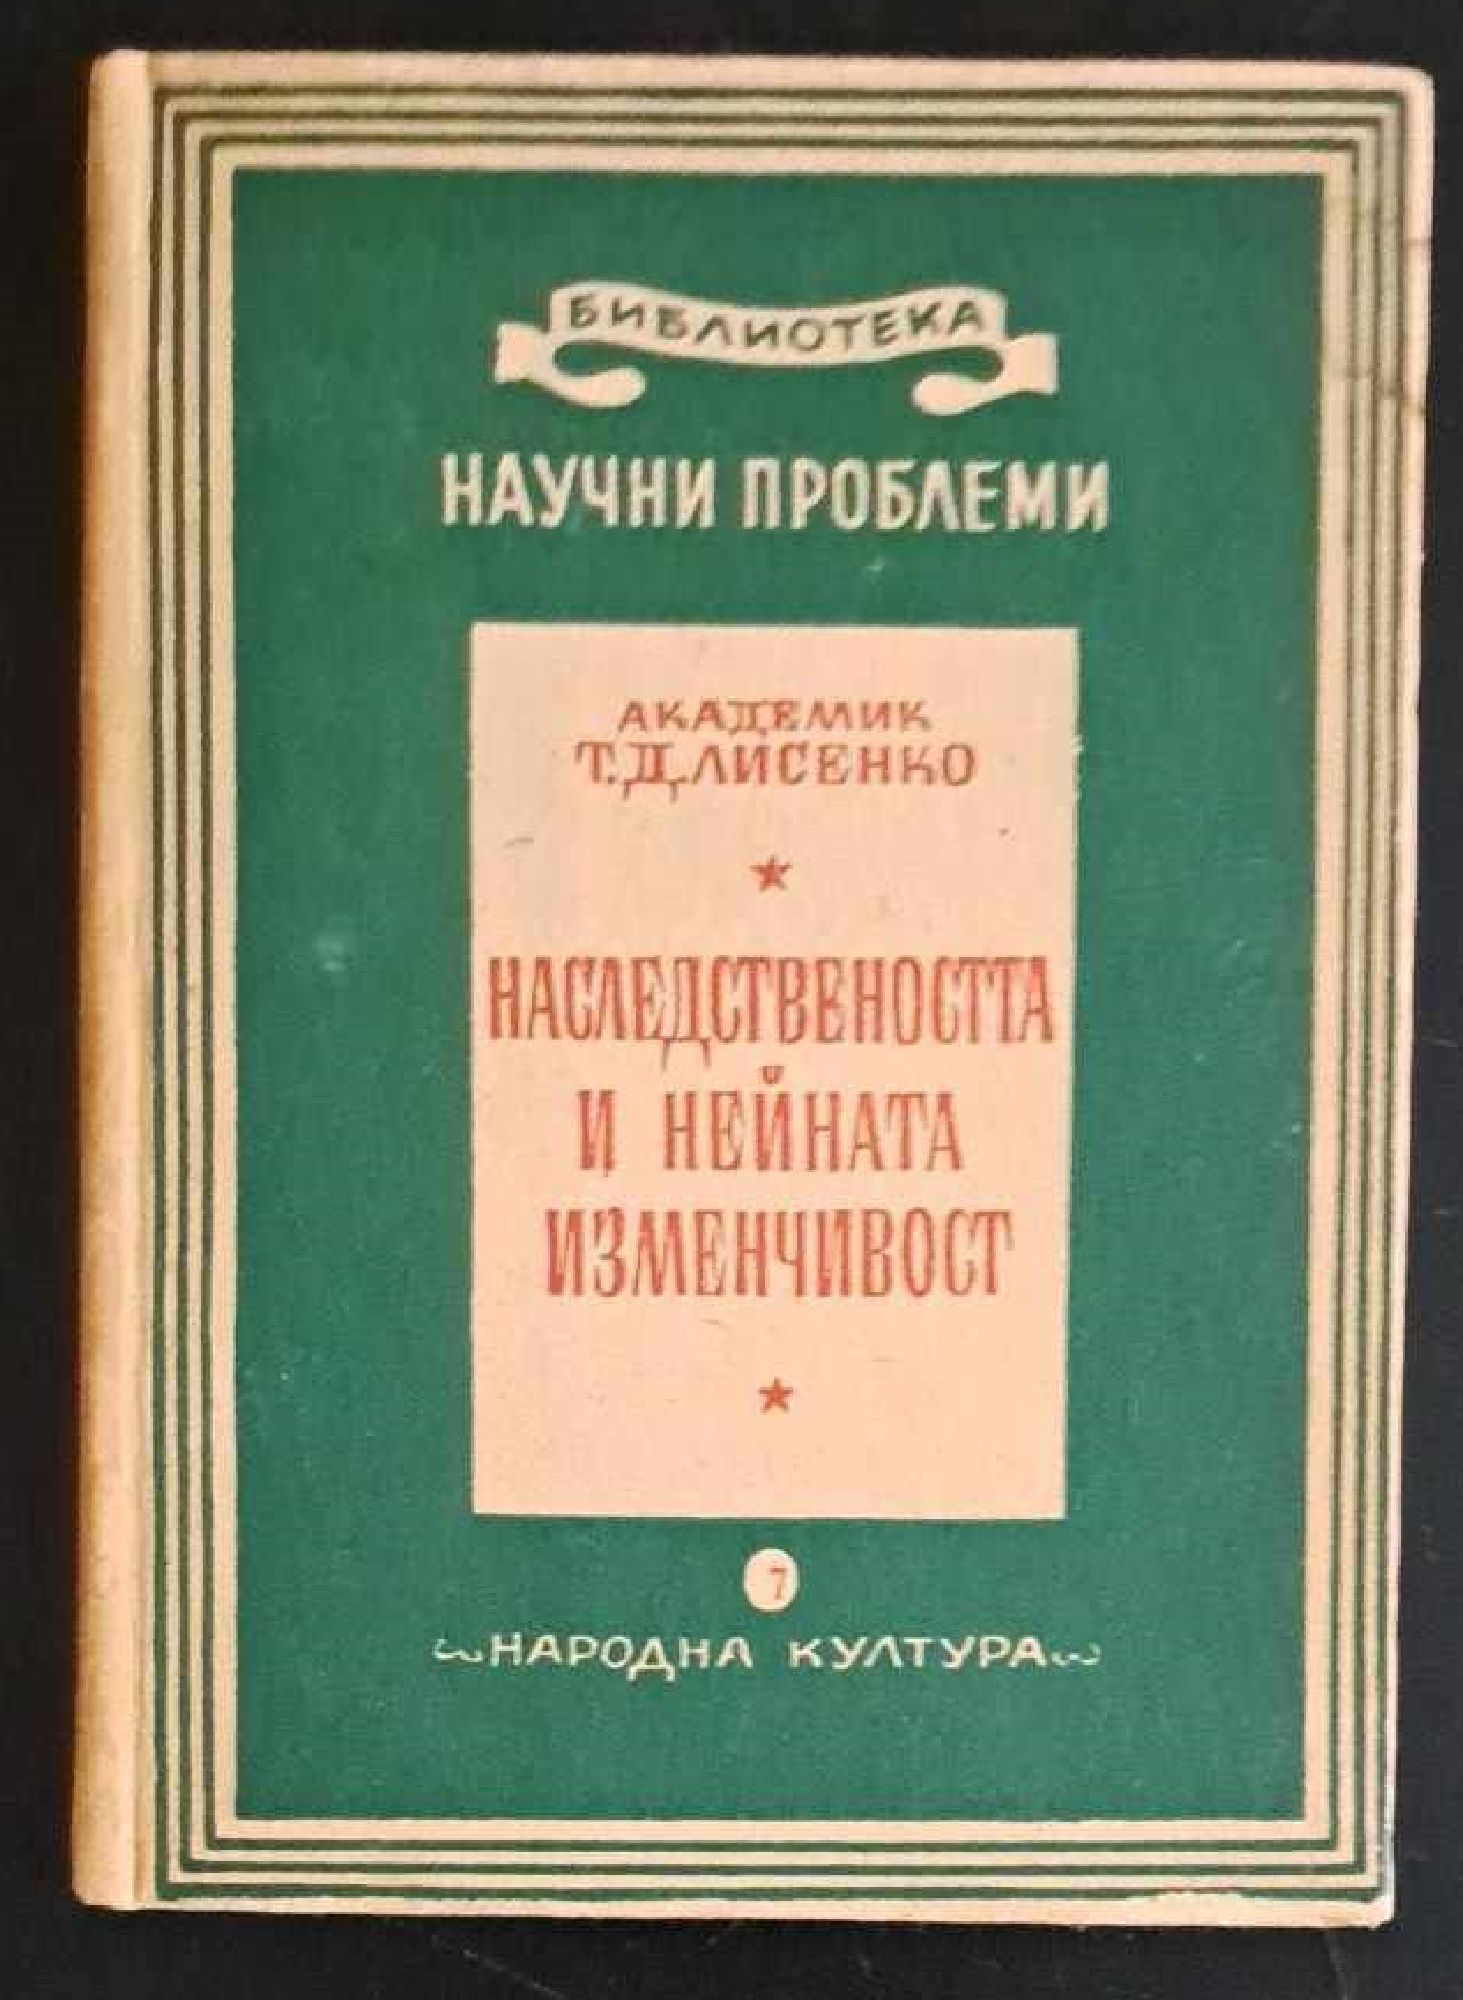 БИБЛИОТЕКА
НАУЧНИ ПРОБЛЕМИ
АКАДЕМИК
Т. Д. ЛИСЕНКО
НАСЛЕДСТВЕНОСТТА
И НЕЙНАТА
ИЗМЕНЧИВОСТ
7
НАРОДНА КУЛТУРА